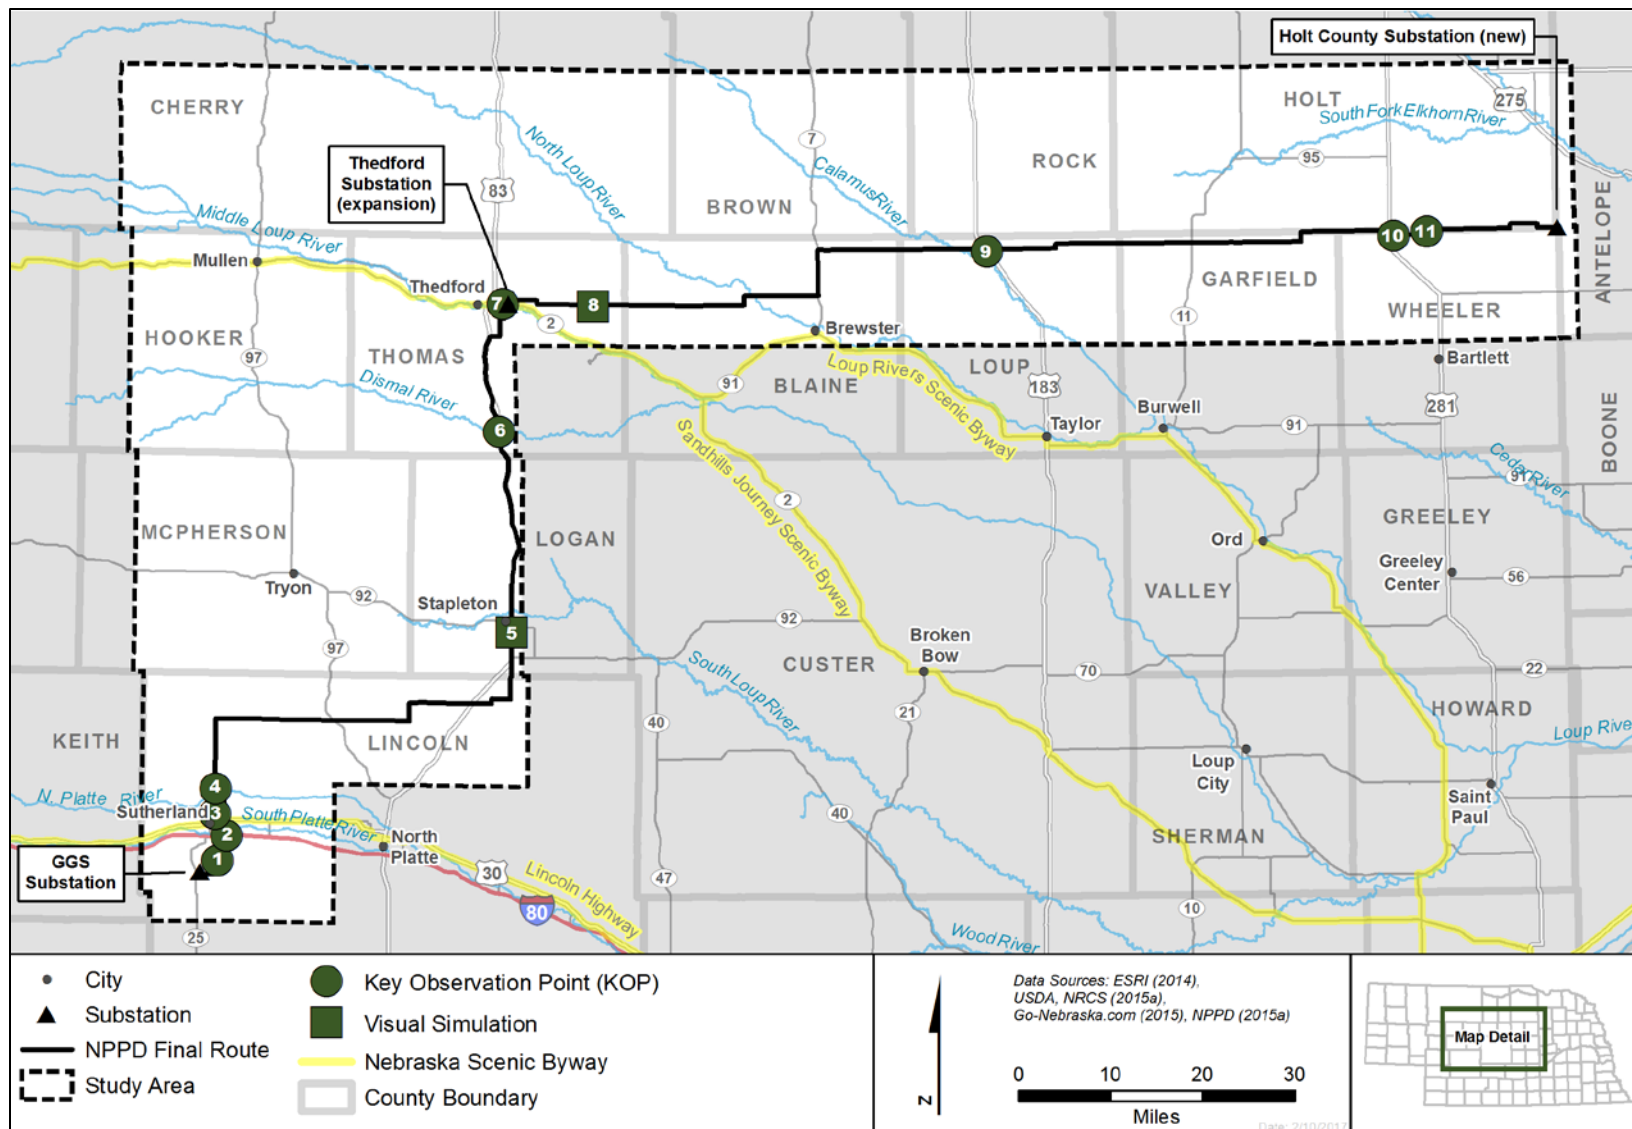 Holt County Substation (new)
CHERRY
HOLT
275
South Fork Elkhorn River
North Loup River
7
Thedford
Substation
(expansion)
83
Calamus River
ROCK
95
ANTELOPE
BROWN
Middle Loup River
Mullen
9
10
11
Thedford
7
8
GARFIELD
WHEELER
2
Brewster
11
HOOKER
THOMAS
97
Dismal River
91
BLAINE
Loup Rivers Scenic Byway
LOUP
183
Bartlett
281
Burwell
Taylor
91
BOONE
6
Sandhills Journey Scenic Byway
Cedar River
91
2
MCPHERSON
LOGAN
GREELEY
Ord
Greeley
Center
56
Tryon
92
Stapleton
VALLEY
5
92
97
Broken
Bow
CUSTER
South Loup River
70
22
40
21
HOWARD
KEITH
LINCOLN
Loup River
Loup
City
4
N. Platte River
Sutherland
3
South Platte River
2
North
Platte
40
Saint
Paul
SHERMAN
1
GGS
Substation
30
Lincoln Highway
47
80
10
25
Wood River
City
Substation
NPPD Final Route
Study Area
Key Observation Point (KOP)
Visual Simulation
Nebraska Scenic Byway
County Boundary
N
Data Sources: ESRI (2014),
USDA, NRCS (2015a),
Go-Nebraska.com (2015), NPPD (2015a)
0 10 20 30
Miles
Map Detail
Date: 2/10/2017